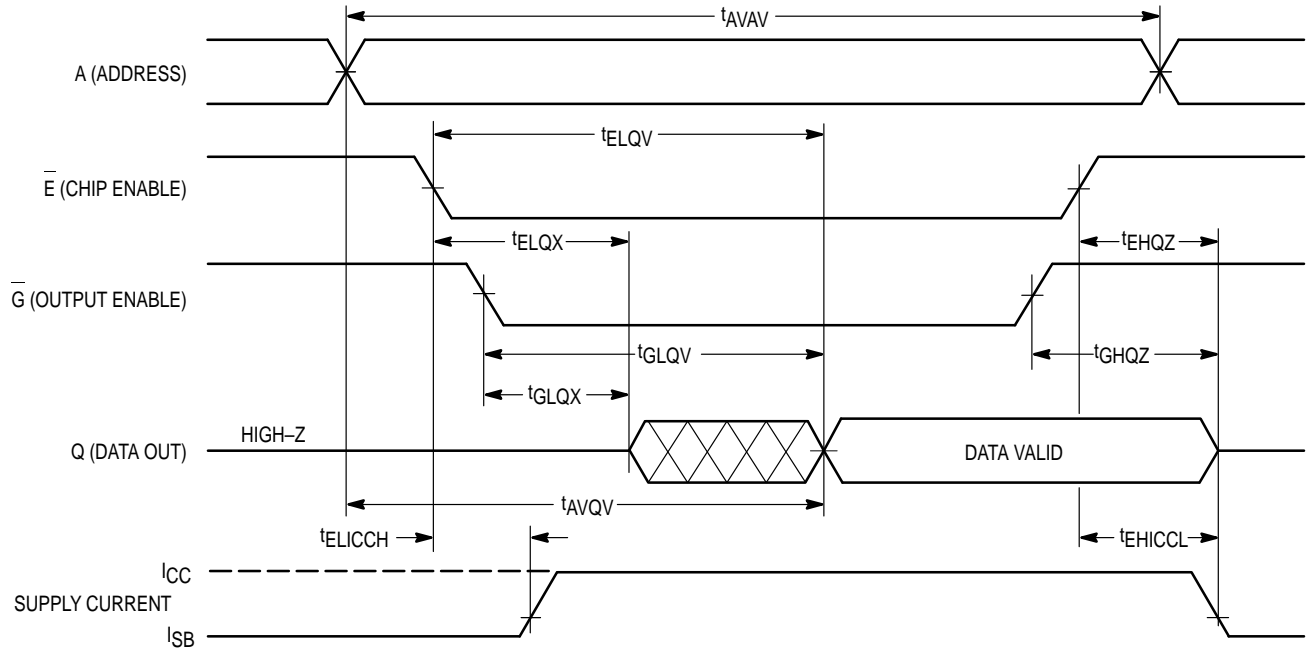 tAVAV
A (ADDRESS)
tELQV
E (CHIP ENABLE)
tELQX
tEHQZ
G (OUTPUT ENABLE)
tGLQV
tGHQZ
tGLQX
HIGH–Z
Q (DATA OUT)
DATA VALID
tAVQV
tELICCH
tEHICCL
ICC
SUPPLY CURRENT
ISB